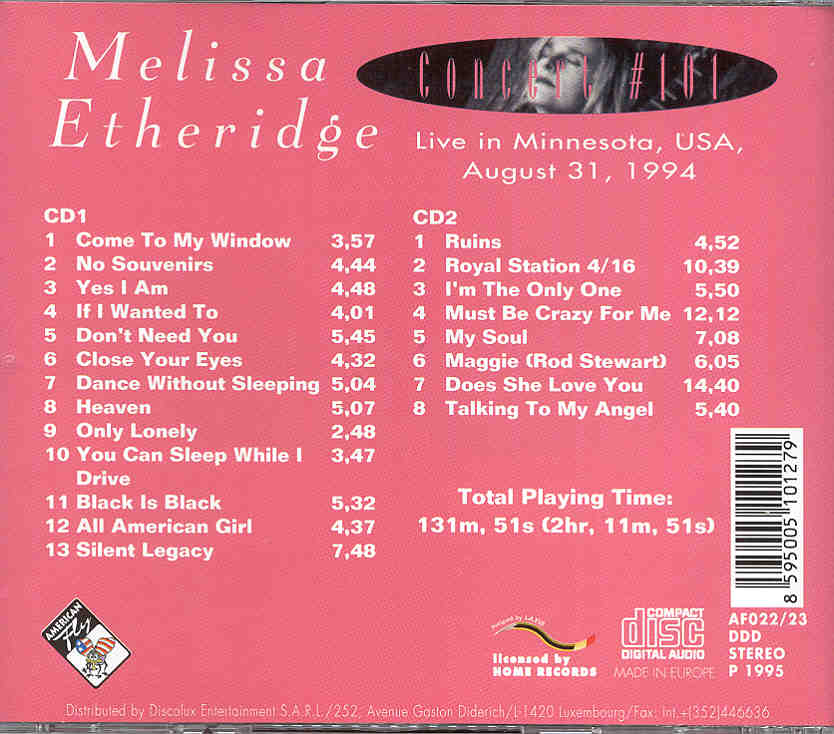 Melissa
Etheridge
Concert #101
Live in Minnesota, USA,
August 31, 1994
CD1
1 Come To My Window 3,57
2 No Souvenirs 4,44
3 Yes I Am 4,48
4 If I Wanted To 4,01
5 Don't Need You 5,45
6 Close Your Eyes 4,32
7 Dance Without Sleeping 5,04
8 Heaven 5,07
9 Only Lonely 2,48
10 You Can Sleep While I 3,47
Drive
11 Black Is Black 5,32
12 All American Girl 4,37
13 Silent Legacy 7,48
CD2
1 Ruins 4,52
2 Royal Station 4/16 10,39
3 I'm The Only One 5,50
4 Must Be Crazy For Me 12,12
5 My Soul 7,08
6 Maggie (Rod Stewart) 6,05
7 Does She Love You 14,40
8 Talking To My Angel 5,40
Total Playing Time:
131m, 51s (2hr, 11m, 51s)
8 595005 101279
AMERICAN
Fly
licensed by
HOME RECORDS
COMPACT
disc
DIGITAL AUDIO
MADE IN EUROPE
AF022/23
DDD
STEREO
P 1995
Distributed by Discolux Entertainment S.A.R.L./252, Avenue Gaston Diderich/L-1420 Luxembourg/Fax: Int.+(352)446636